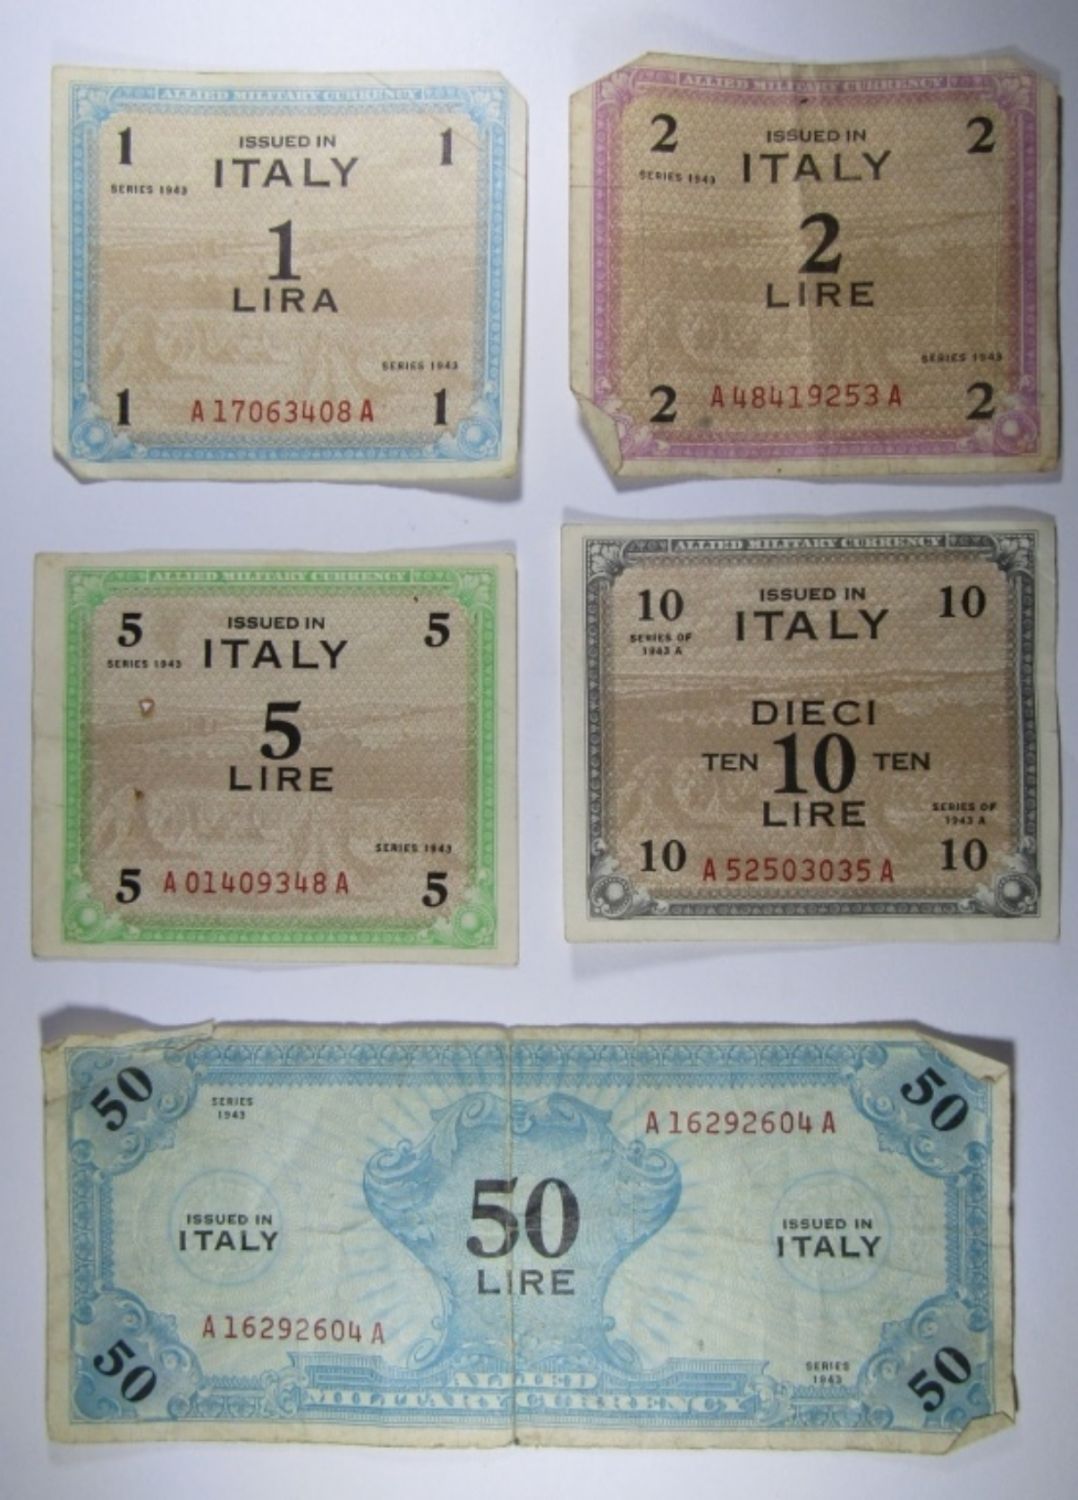 ALLIED MILITARY CURRENCY
1 ISSUED IN 1
SERIES 1943 ITALY
1
LIRA
SERIES 1943
1 A17063408A 1
ALLIED MILITARY CURRENCY
2 ISSUED IN 2
SERIES 1943 ITALY
2
LIRE
SERIES 1943
2 A48419253A 2
ALLIED MILITARY CURRENCY
5 ISSUED IN 5
SERIES 1943 ITALY
5
LIRE
SERIES 1943
5 A01409348A 5
ALLIED MILITARY CURRENCY
10 ISSUED IN 10
ITALY
SERIES OF
1943 A
DIECI
TEN 10 TEN
LIRE
SERIES OF
1943 A
10 A52503035A 10
50 50
SERIES
1943
A16292604A
50
LIRE
ISSUED IN
ITALY
ISSUED IN
ITALY
A16292604A
SERIES
1943
50 50
ALLIED
MILITARY CURRENCY